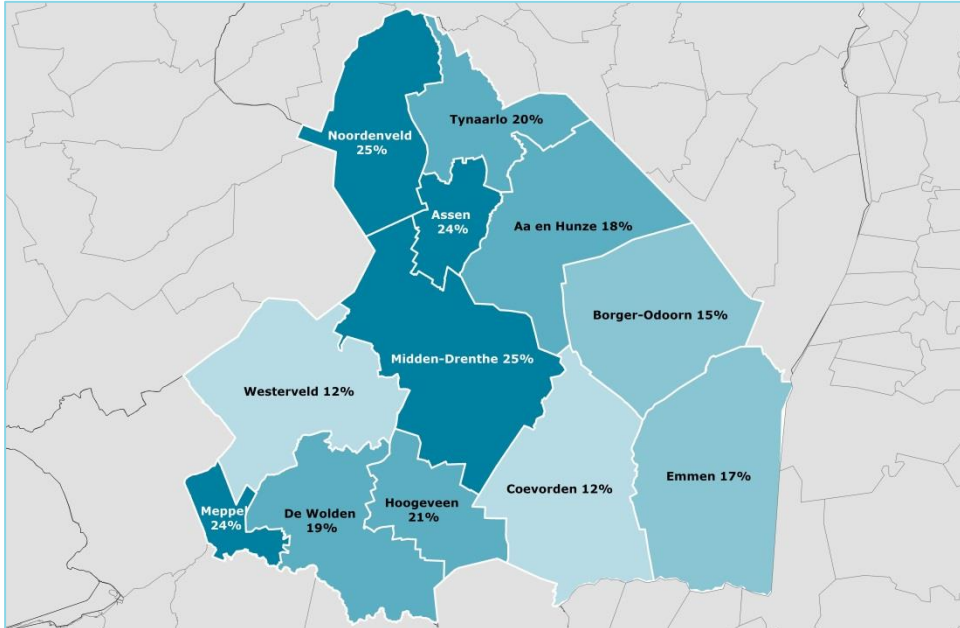 Tynaarlo 20%
Noordenveld
25%
Assen
24%
Aa en Hunze 18%
Borger-Odoorn 15%
Midden-Drenthe 25%
Westerveld 12%
Emmen 17%
Coevorden 12%
Hoogeveen
21%
De Wolden
19%
Meppel
24%